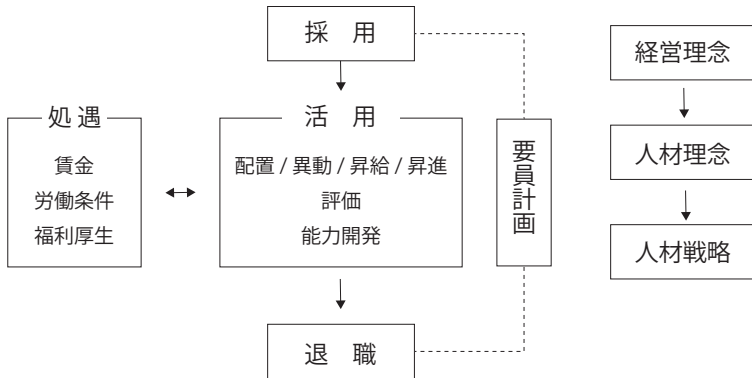 採　用
処 遇
賃金
労働条件
福利厚生
活　用
配置 / 異動 / 昇給 / 昇進
評価
能力開発
退　職
要員計画
経営理念
人材理念
人材戦略